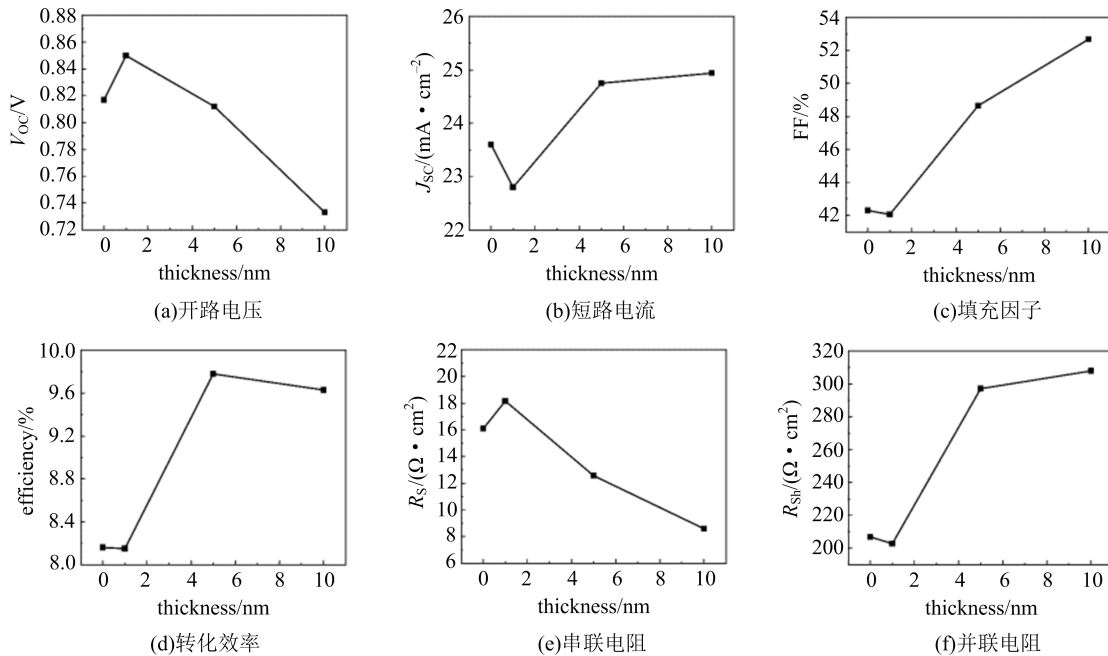 0.88
0.86
0.84
0.82
0.80
0.78
0.76
0.74
0.72
V_OC/V
0 2 4 6 8 10
thickness/nm
(a)开路电压
26
25
24
23
22
J_SC/(mA • cm⁻²)
0 2 4 6 8 10
thickness/nm
(b)短路电流
54
52
50
48
46
44
42
FF/%
0 2 4 6 8 10
thickness/nm
(c)填充因子
10.0
9.6
9.2
8.8
8.4
8.0
efficiency/%
0 2 4 6 8 10
thickness/nm
(d)转化效率
22
20
18
16
14
12
10
8
6
R_S/(Ω • cm²)
0 2 4 6 8 10
thickness/nm
(e)串联电阻
320
300
280
260
240
220
200
R_Sh/(Ω • cm²)
0 2 4 6 8 10
thickness/nm
(f)并联电阻